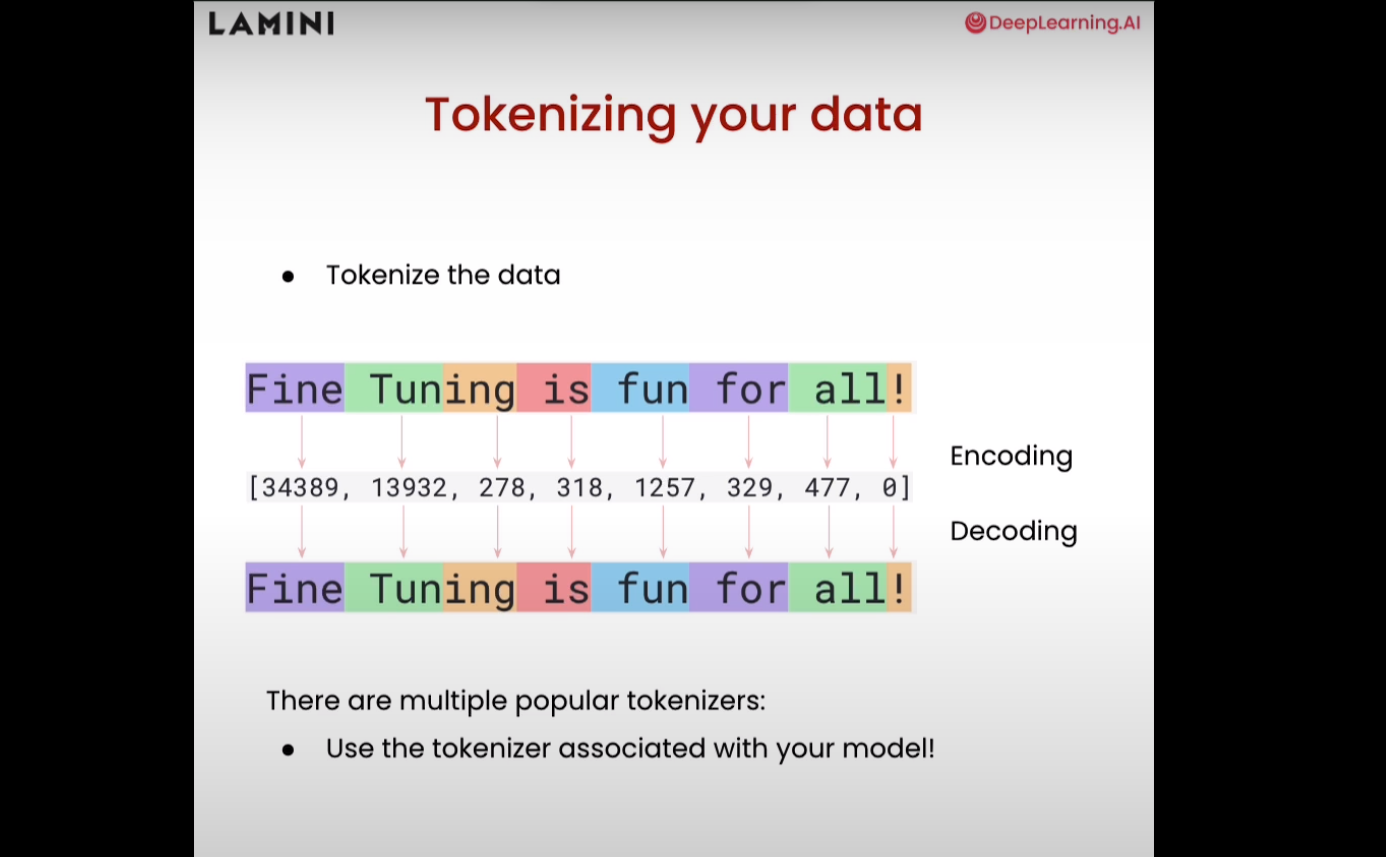 LAMINI
DeepLearning.AI
Tokenizing your data
● Tokenize the data
Fine Tuning is fun for all!
Encoding
[34389, 13932, 278, 318, 1257, 329, 477, 0]
Decoding
Fine Tuning is fun for all!
There are multiple popular tokenizers:
● Use the tokenizer associated with your model!